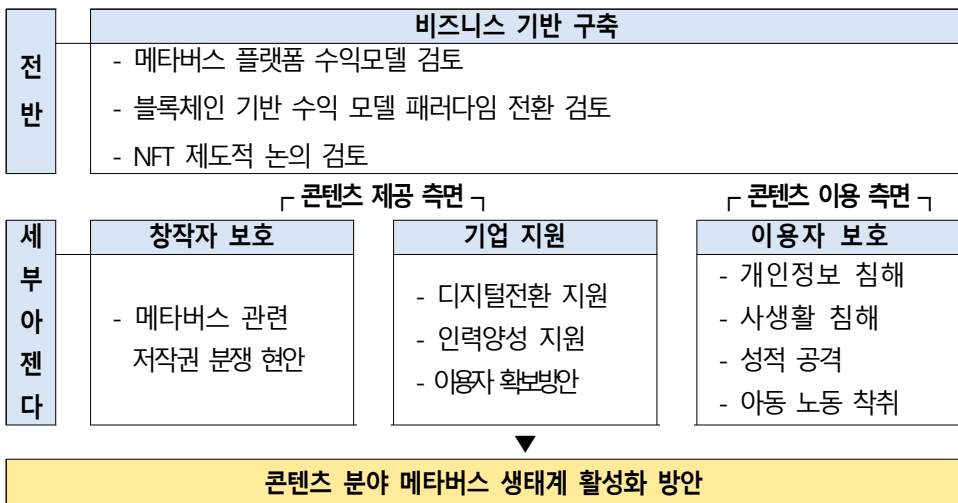 전반
비즈니스 기반 구축
- 메타버스 플랫폼 수익모델 검토
- 블록체인 기반 수익 모델 패러다임 전환 검토
- NFT 제도적 논의 검토
┌ 콘텐츠 제공 측면 ┐
┌ 콘텐츠 이용 측면 ┐
세부아젠다
창작자 보호
- 메타버스 관련
저작권 분쟁 현안
기업 지원
- 디지털전환 지원
- 인력양성 지원
- 이용자 확보방안
이용자 보호
- 개인정보 침해
- 사생활 침해
- 성적 공격
- 아동 노동 착취
▼
콘텐츠 분야 메타버스 생태계 활성화 방안